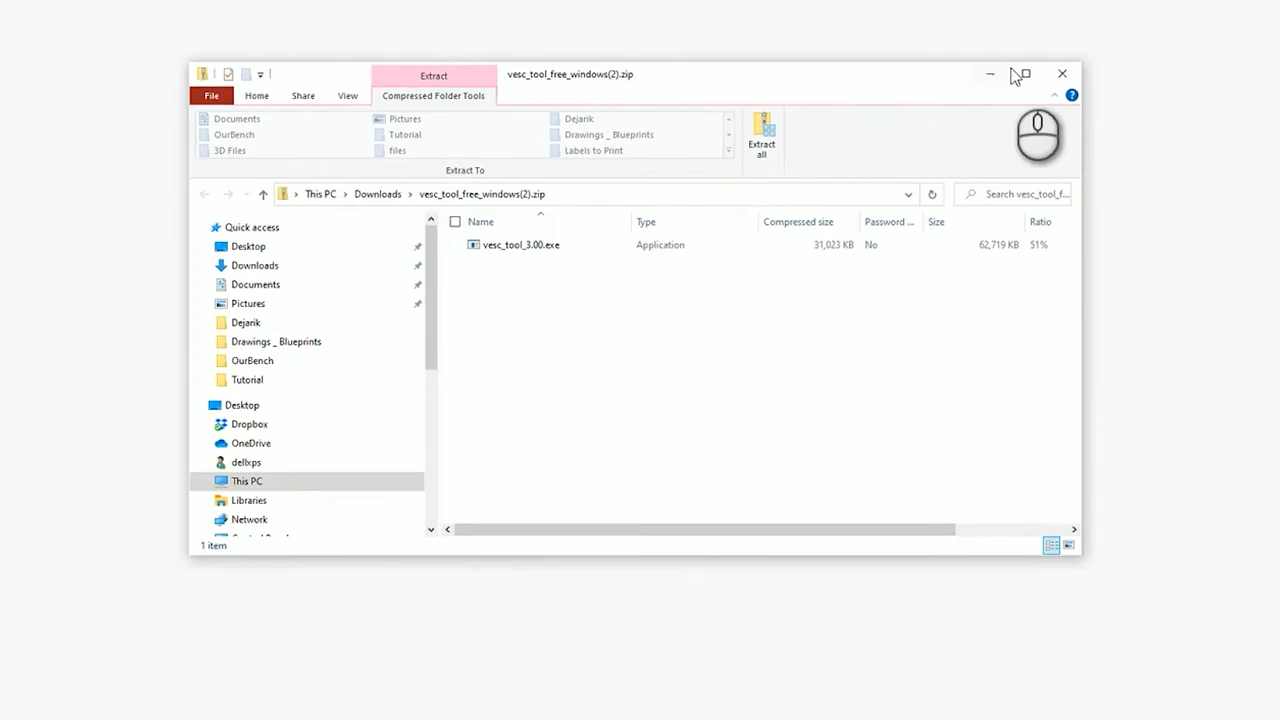 Extract
vesc_tool_free_windows(2).zip
File
Home
Share
View
Compressed Folder Tools
Documents
Pictures
Dejarik
OurBench
Tutorial
Drawings _ Blueprints
3D Files
files
Labels to Print
Extract all
Extract To
This PC > Downloads > vesc_tool_free_windows(2).zip
Search vesc_tool_f...
Name
Type
Compressed size
Password ...
Size
Ratio
vesc_tool_3.00.exe
Application
31,023 KB
No
62,719 KB
51%
Quick access
Desktop
Downloads
Documents
Pictures
Dejarik
Drawings _ Blueprints
OurBench
Tutorial
Desktop
Dropbox
OneDrive
dellxps
This PC
Libraries
Network
1 item